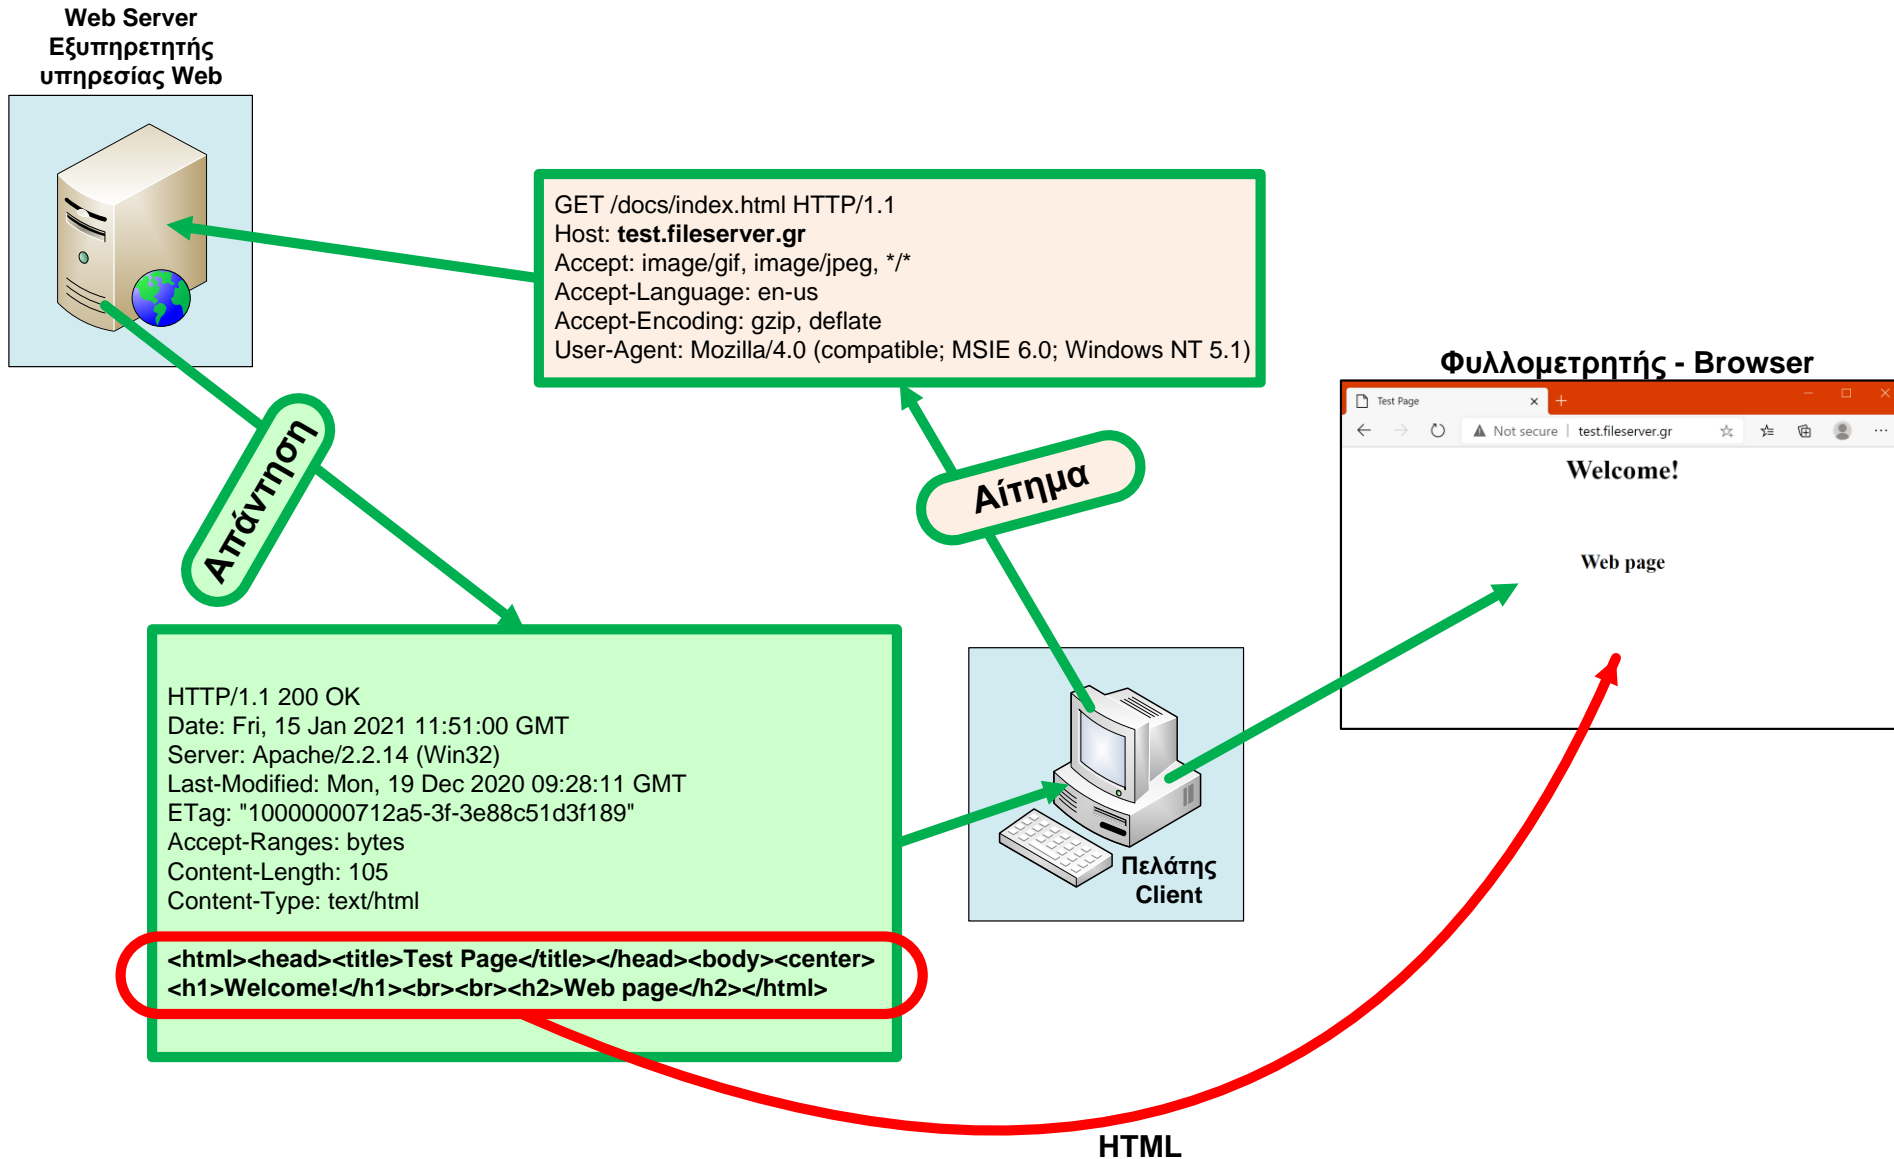 Web Server
Εξυπηρετητής
υπηρεσίας Web
GET /docs/index.html HTTP/1.1
Host: test.fileserver.gr
Accept: image/gif, image/jpeg, */*
Accept-Language: en-us
Accept-Encoding: gzip, deflate
User-Agent: Mozilla/4.0 (compatible; MSIE 6.0; Windows NT 5.1)
Φυλλομετρητής - Browser
Test Page
Not secure | test.fileserver.gr
Welcome!
Web page
Απάντηση
Αίτημα
HTTP/1.1 200 OK
Date: Fri, 15 Jan 2021 11:51:00 GMT
Server: Apache/2.2.14 (Win32)
Last-Modified: Mon, 19 Dec 2020 09:28:11 GMT
ETag: "10000000712a5-3f-3e88c51d3f189"
Accept-Ranges: bytes
Content-Length: 105
Content-Type: text/html
<html><head><title>Test Page</title></head><body><center>
<h1>Welcome!</h1><br><br><h2>Web page</h2></html>
Πελάτης
Client
HTML